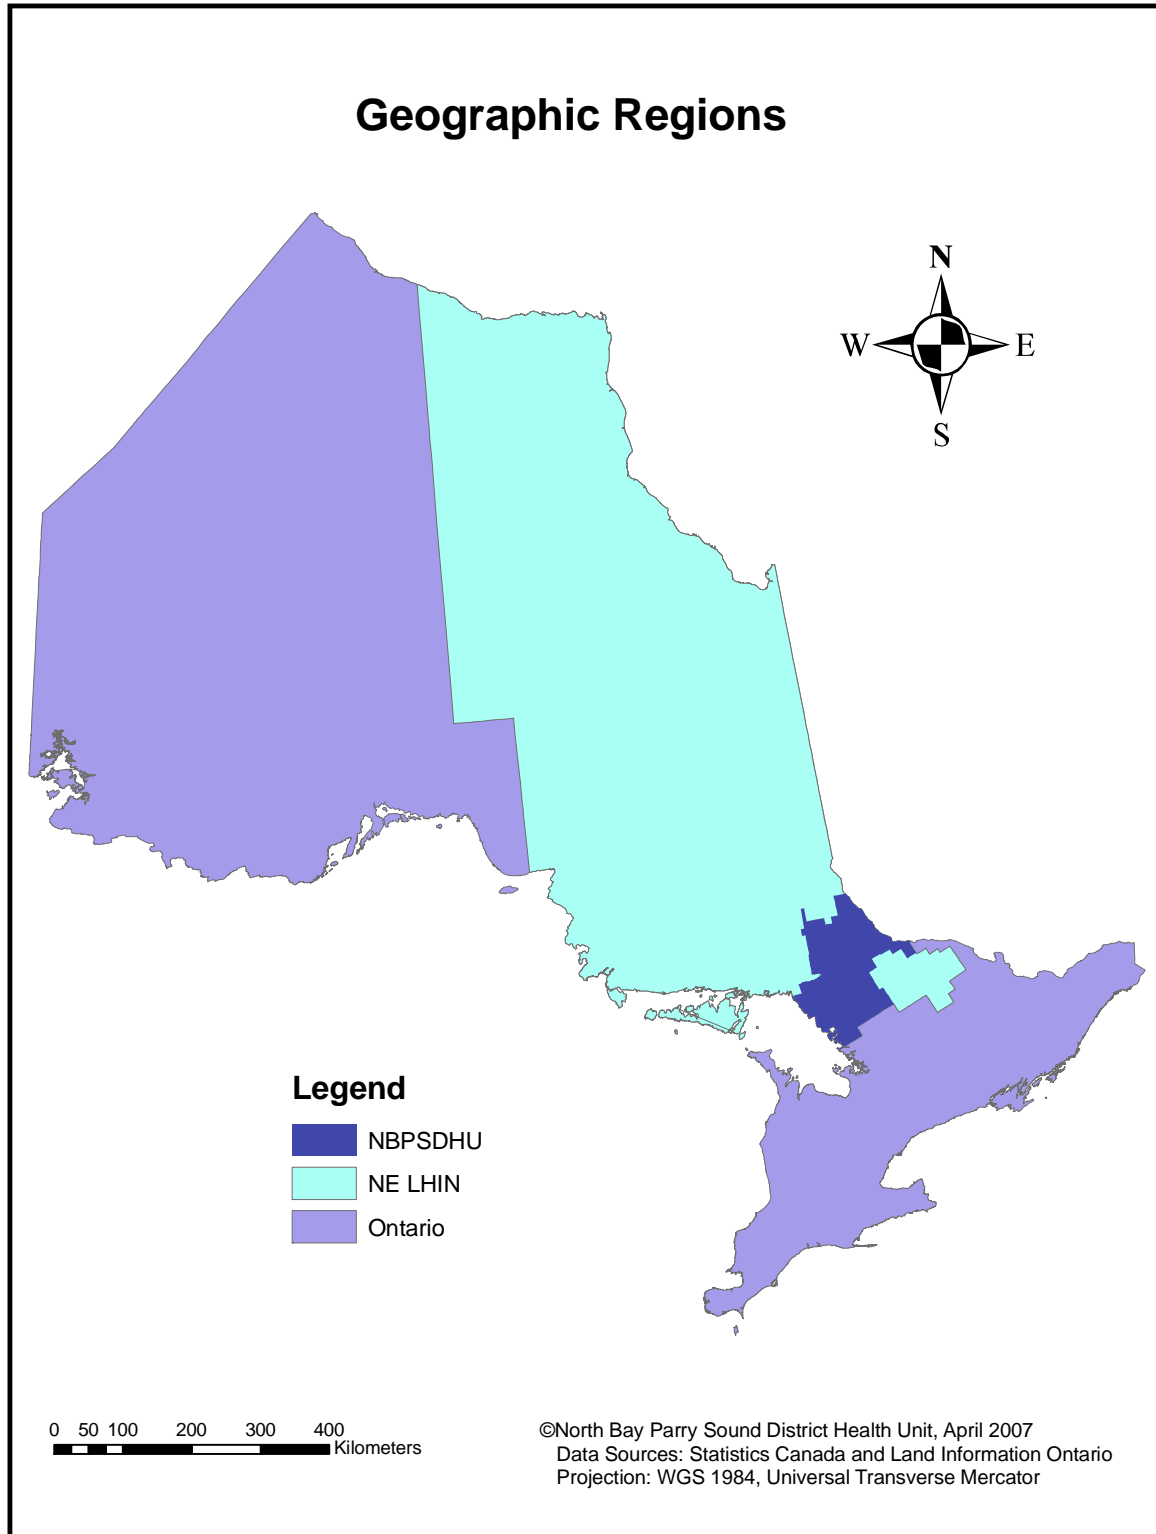 Geographic Regions
N
W E
S
Legend
NBPSDHU
NE LHIN
Ontario
0 50 100 200 300 400
Kilometers
©North Bay Parry Sound District Health Unit, April 2007
Data Sources: Statistics Canada and Land Information Ontario
Projection: WGS 1984, Universal Transverse Mercator